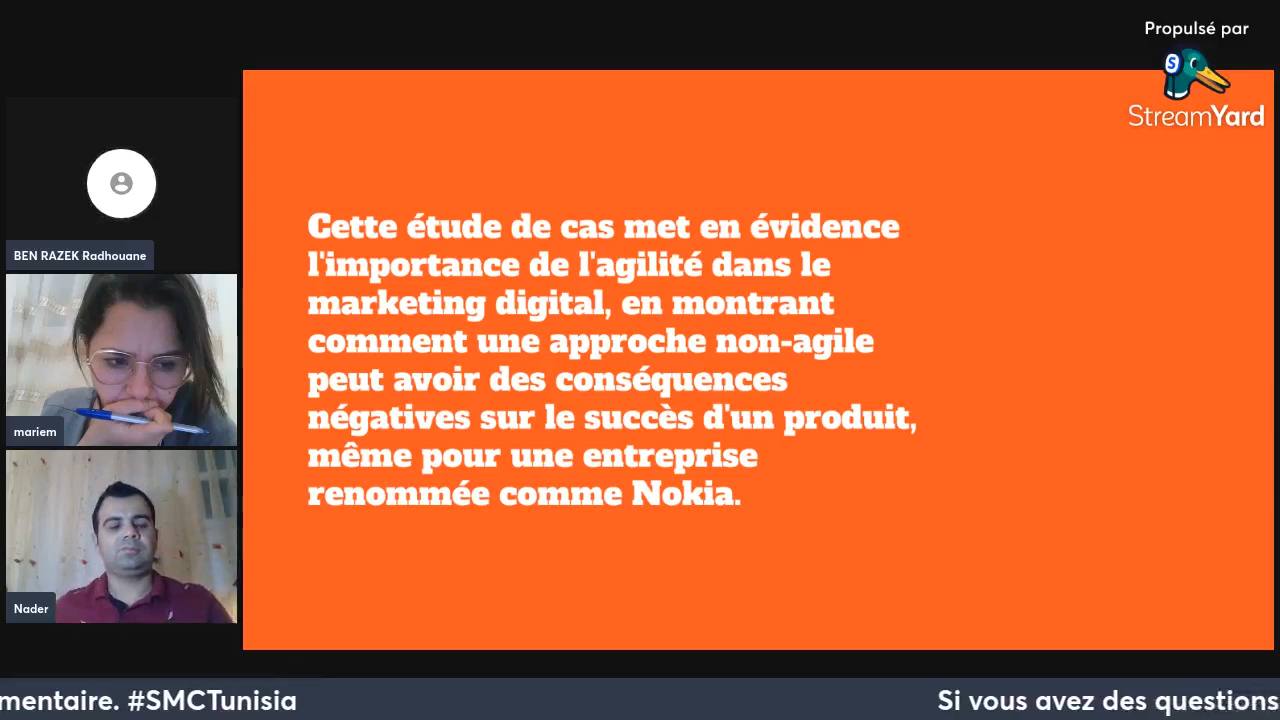 Propulsé par
StreamYard
BEN RAZEK Radhouane
mariem
Nader
Cette étude de cas met en évidence
l'importance de l'agilité dans le
marketing digital, en montrant
comment une approche non-agile
peut avoir des conséquences
négatives sur le succès d'un produit,
même pour une entreprise
renommée comme Nokia.
mentaire. #SMCTunisia
Si vous avez des questions